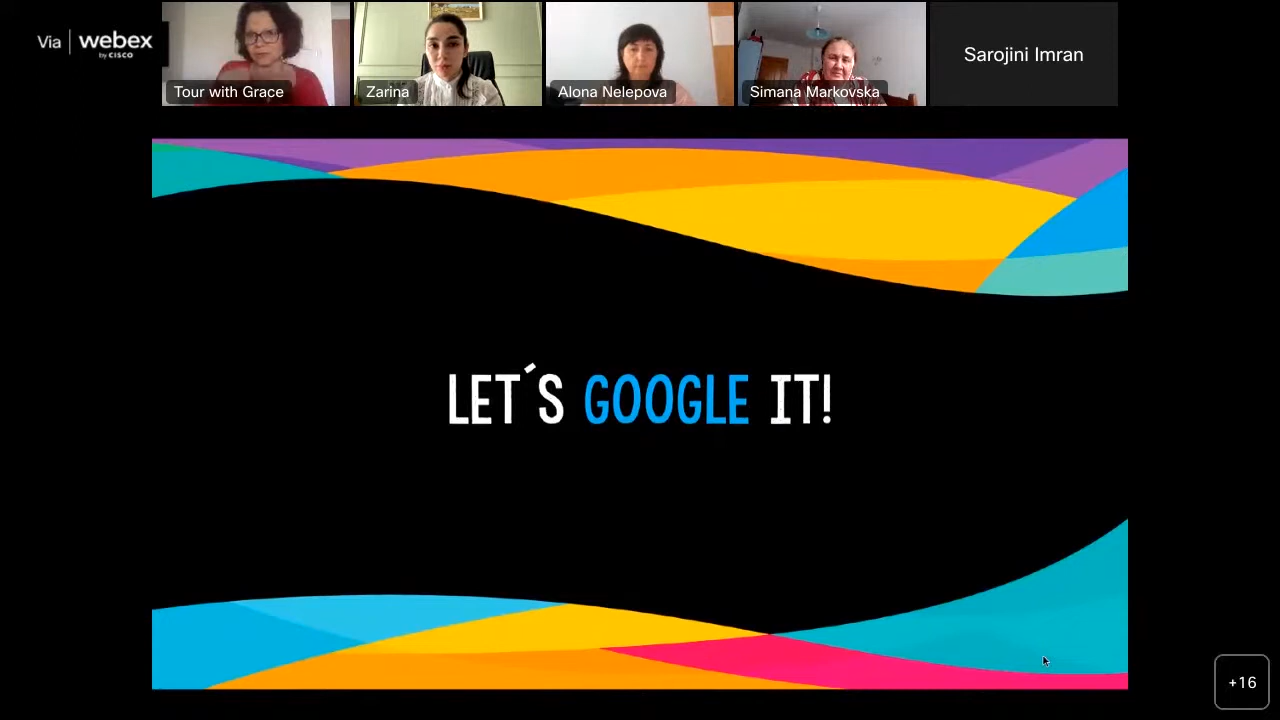 Via webex
by CISCO
Tour with Grace
Zarina
Alona Nelepova
Simana Markovska
Sarojini Imran
LET´S GOOGLE IT!
+16